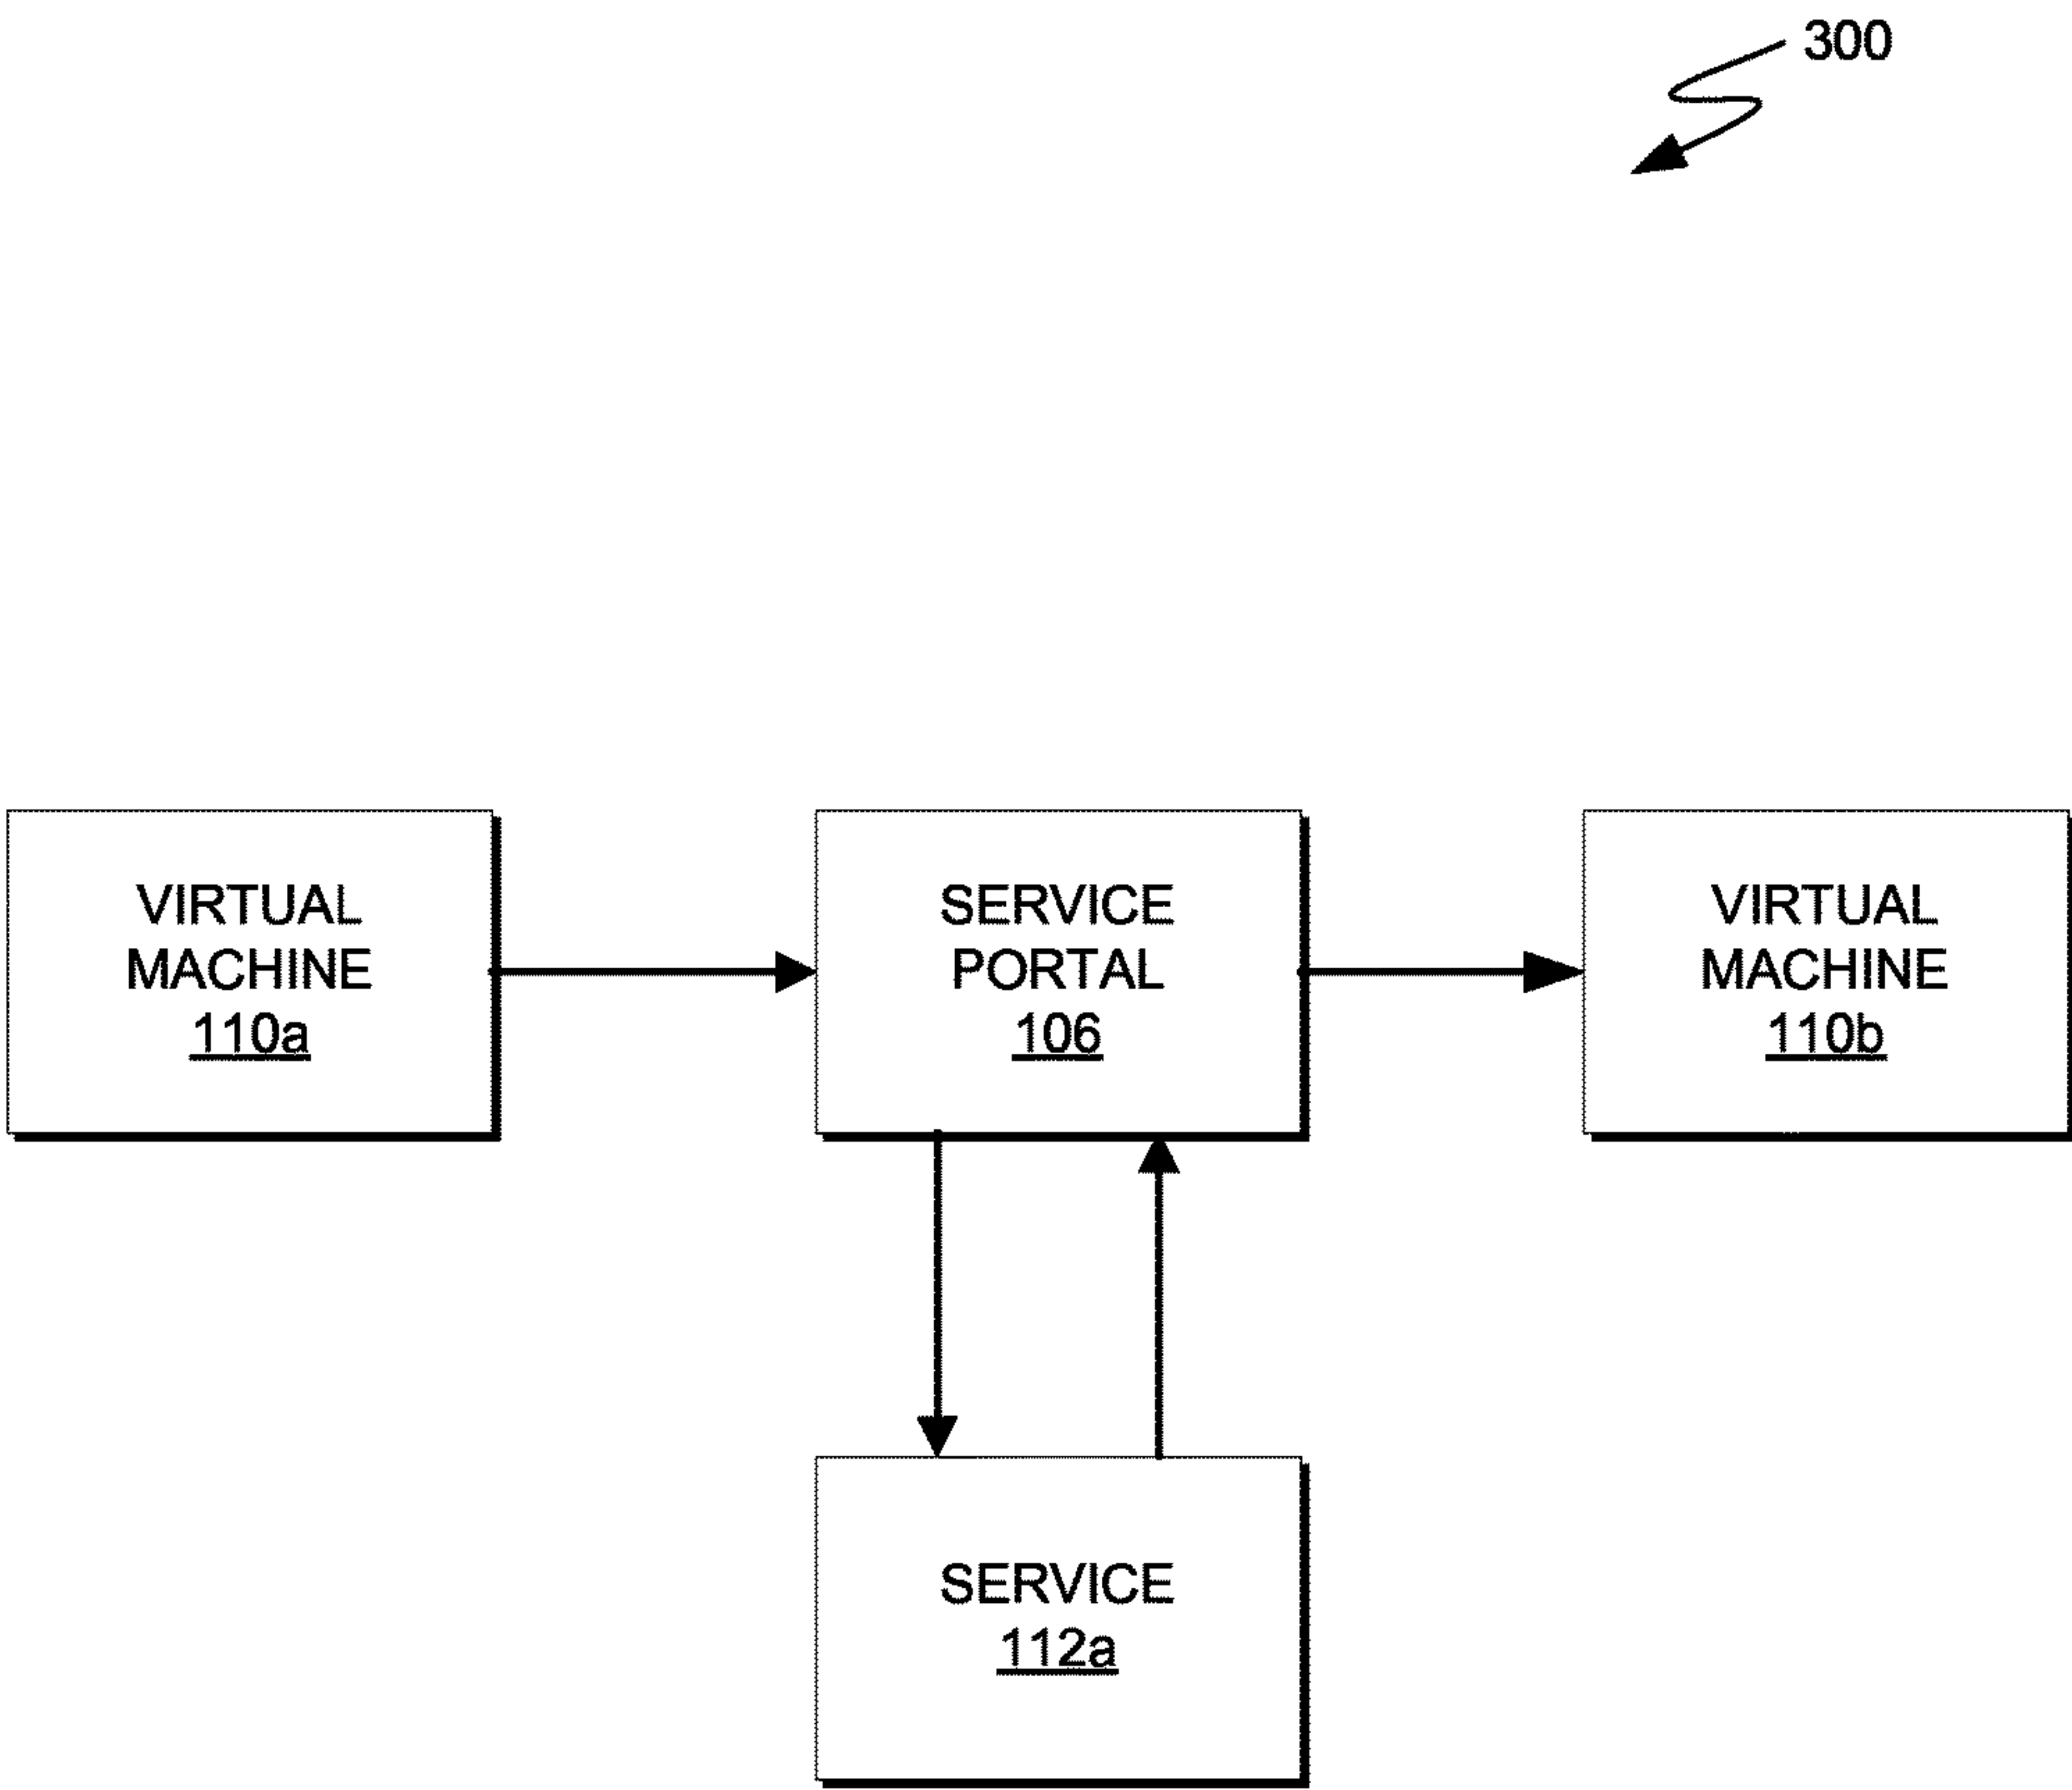 300
VIRTUAL
MACHINE
110a
SERVICE
PORTAL
106
VIRTUAL
MACHINE
110b
SERVICE
112a